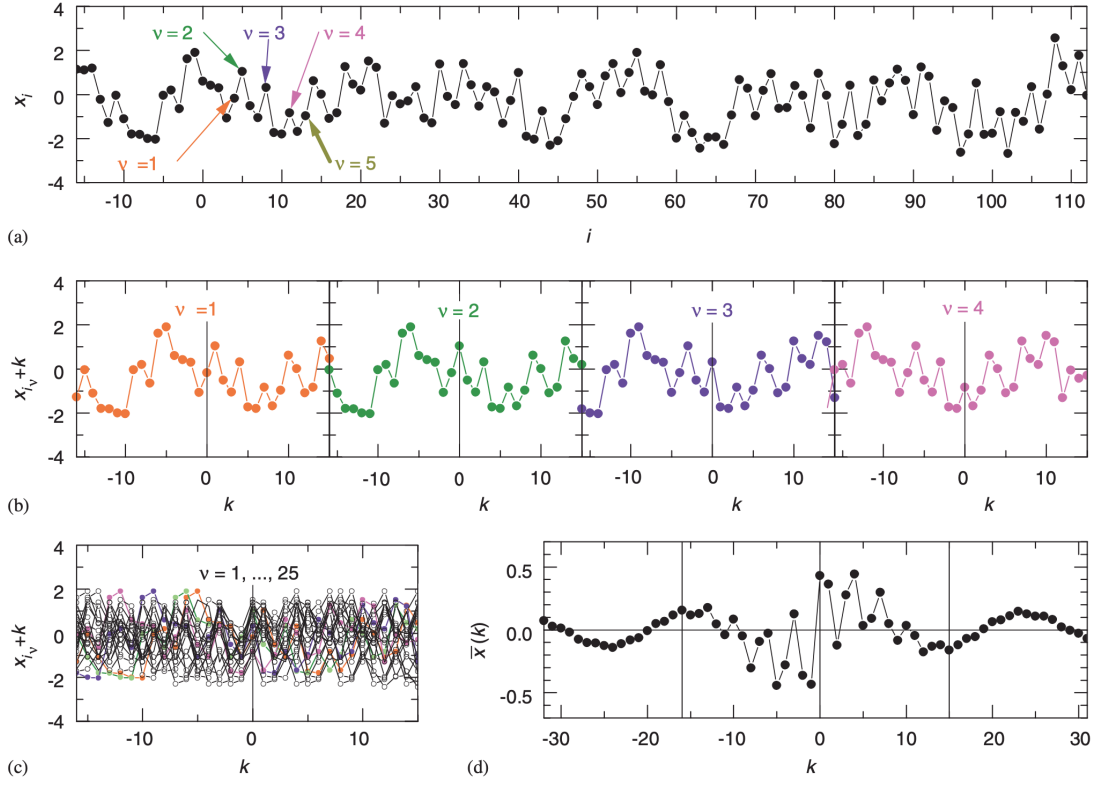 4
2
0
-2
-4
x_i
ν = 2
ν = 3
ν = 4
ν = 1
ν = 5
-10 0 10 20 30 40 50 60 70 80 90 100 110
(a)
i
4
2
0
-2
-4
x_{i_ν+k}
ν = 1
ν = 2
ν = 3
ν = 4
-10 0 10 -10 0 10 -10 0 10 -10 0 10
(b)
k k k k
4
2
0
-2
-4
x_{i_ν+k}
ν = 1, ..., 25
-10 0 10
(c)
k
0.5
0.0
-0.5
x̄ (k)
-30 -20 -10 0 10 20 30
(d)
k